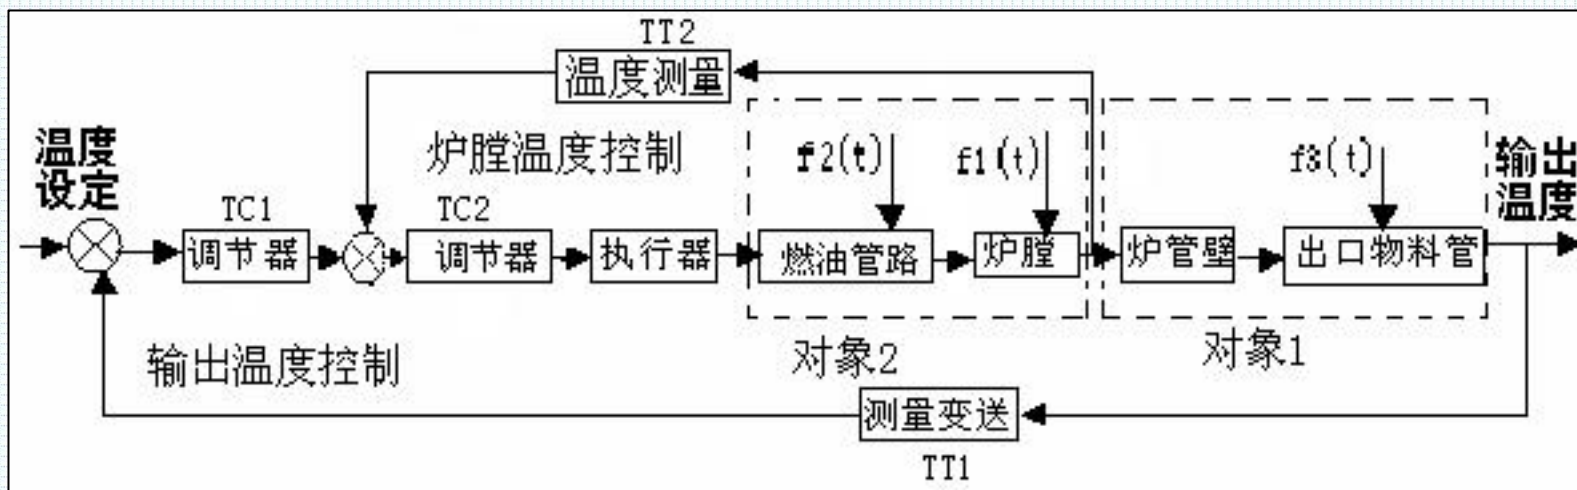 TT2
温度测量
炉膛温度控制
f2(t)
f1(t)
f3(t)
温度
设定
输出
温度
TC1
TC2
调节器
调节器
执行器
燃油管路
炉膛
炉管壁
出口物料管
输出温度控制
对象2
对象1
测量变送
TT1